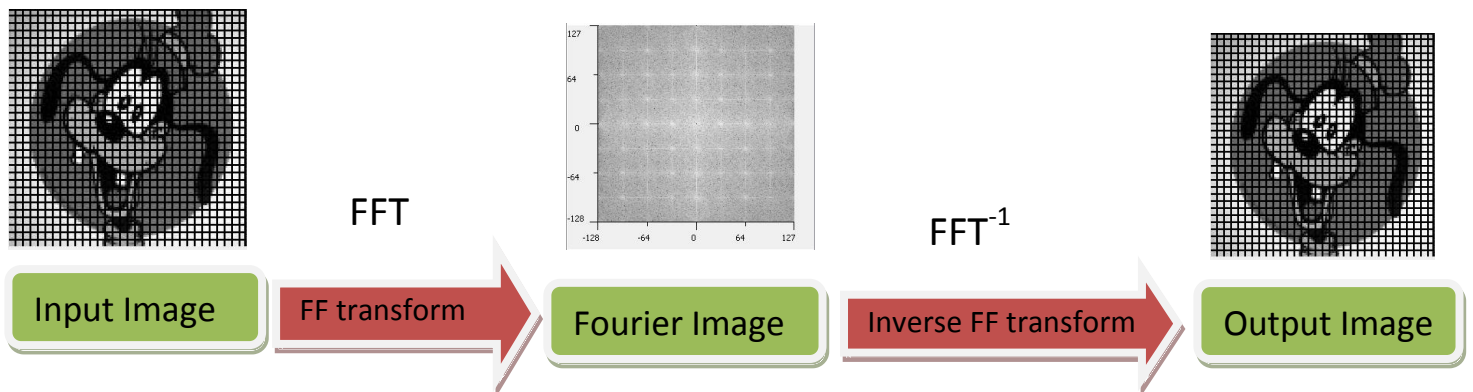 127
64
0
-64
-128
-128 -64 0 64 127
FFT
FFT-1
Input Image
FF transform
Fourier Image
Inverse FF transform
Output Image